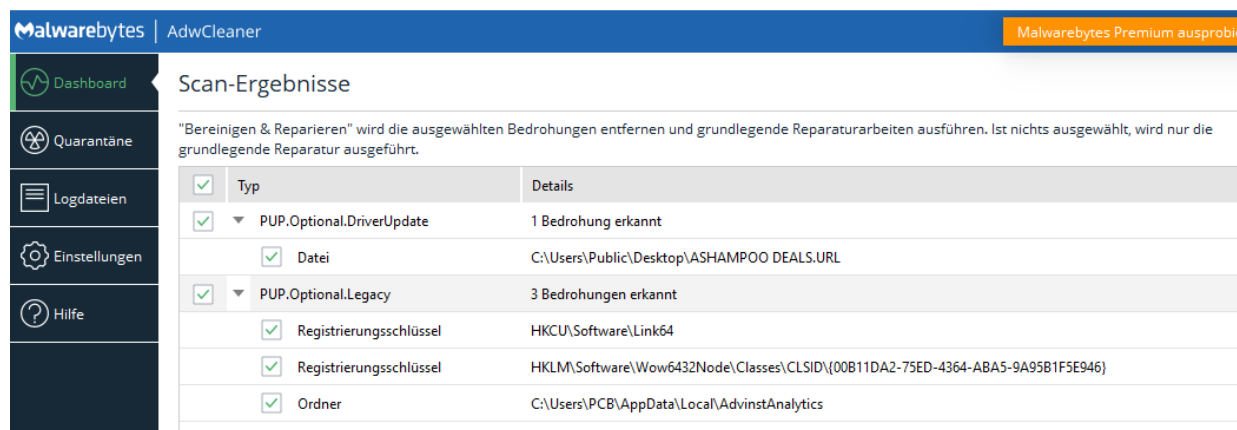 Malwarebytes | AdwCleaner
Malwarebytes Premium ausprobie
Dashboard
Quarantäne
Logdateien
Einstellungen
Hilfe
Scan-Ergebnisse
"Bereinigen & Reparieren" wird die ausgewählten Bedrohungen entfernen und grundlegende Reparaturarbeiten ausführen. Ist nichts ausgewählt, wird nur die
grundlegende Reparatur ausgeführt.
Typ Details
PUP.Optional.DriverUpdate 1 Bedrohung erkannt
Datei C:\Users\Public\Desktop\ASHAMPOO DEALS.URL
PUP.Optional.Legacy 3 Bedrohungen erkannt
Registrierungsschlüssel HKCU\Software\Link64
Registrierungsschlüssel HKLM\Software\Wow6432Node\Classes\CLSID\{00B11DA2-75ED-4364-ABA5-9A95B1F5E946}
Ordner C:\Users\PCB\AppData\Local\AdvinstAnalytics